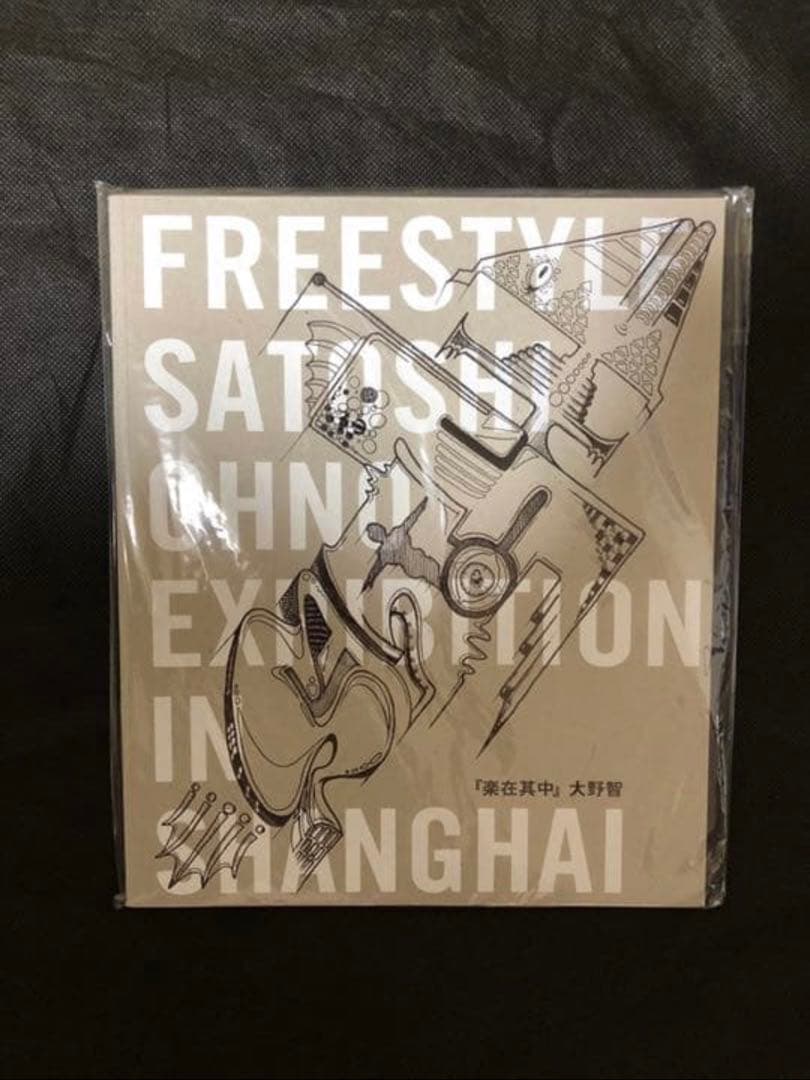 FREESTYLE
SATOSHI
OHNO
EXHIBITION
IN
『楽在其中』大野智
SHANGHAI